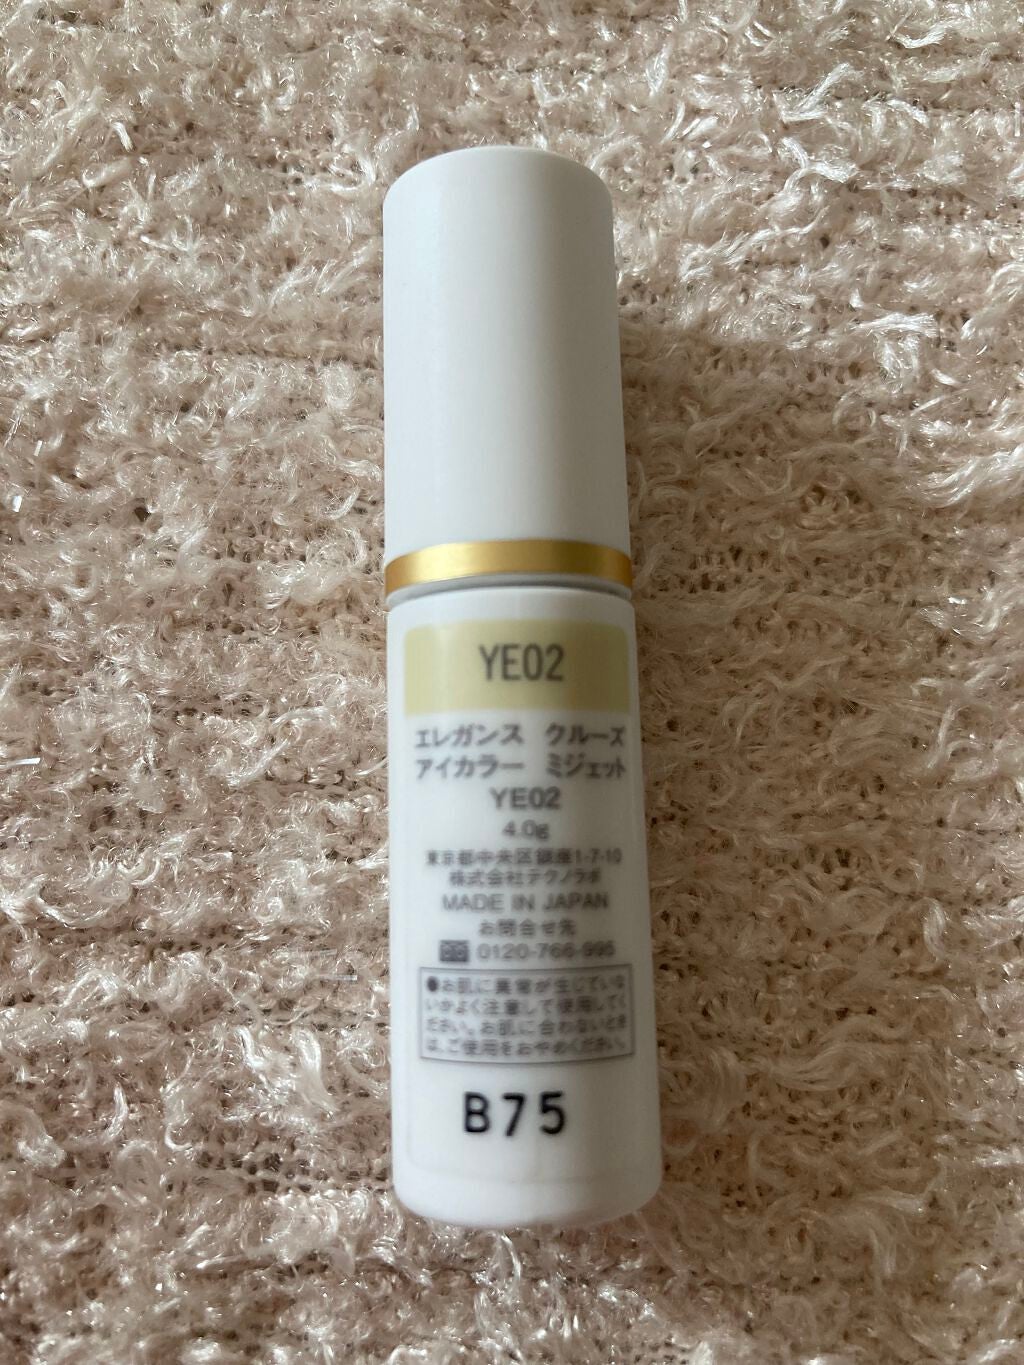 YE02
エレガンス クルーズ
アイカラー ミジェット
YE02
4.0g
東京都中央区銀座1-7-10
株式会社テクノラボ
MADE IN JAPAN
お問合せ先
0120-766-995
●お肌に異常が生じていな
いかよく注意して使用してく
ださい。お肌に合わないとき
は、ご使用をおやめください。
B75